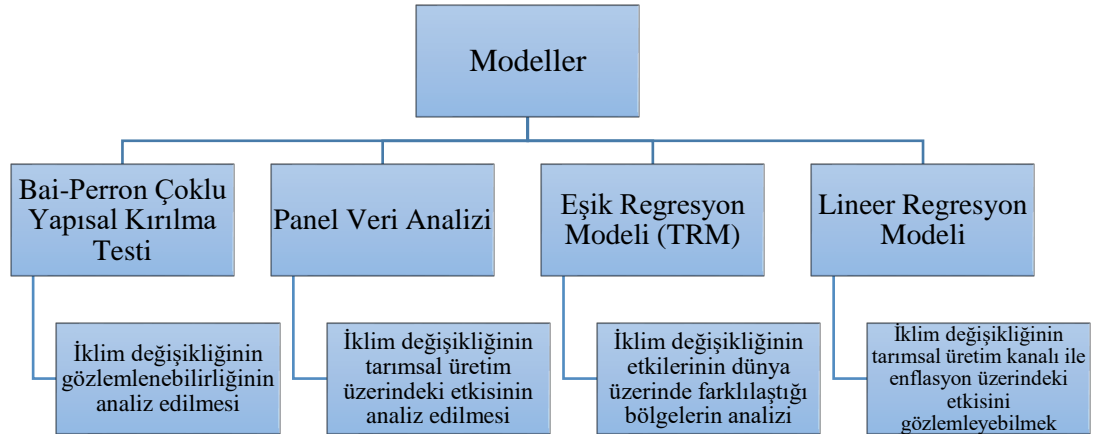 Modeller
Bai-Perron Çoklu
Yapısal Kırılma
Testi
Panel Veri Analizi
Eşik Regresyon
Modeli (TRM)
Lineer Regresyon
Modeli
İklim değişikliğinin
gözlemlenebilirliğinin
analiz edilmesi
İklim değişikliğinin
tarımsal üretim
üzerindeki etkisinin
analiz edilmesi
İklim değişikliğinin
etkilerinin dünya
üzerinde farklılaştığı
bölgelerin analizi
İklim değişikliğinin
tarımsal üretim kanalı ile
enflasyon üzerindeki
etkisini
gözlemleyebilmek